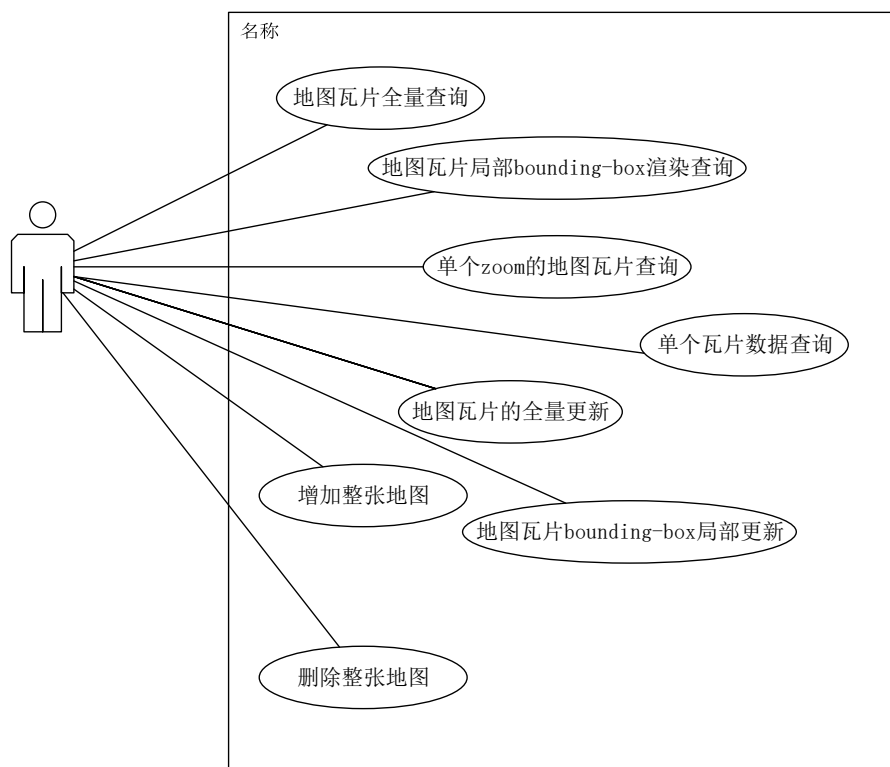 名称
地图瓦片全量查询
地图瓦片局部bounding-box渲染查询
单个zoom的地图瓦片查询
单个瓦片数据查询
地图瓦片的全量更新
增加整张地图
地图瓦片bounding-box局部更新
删除整张地图